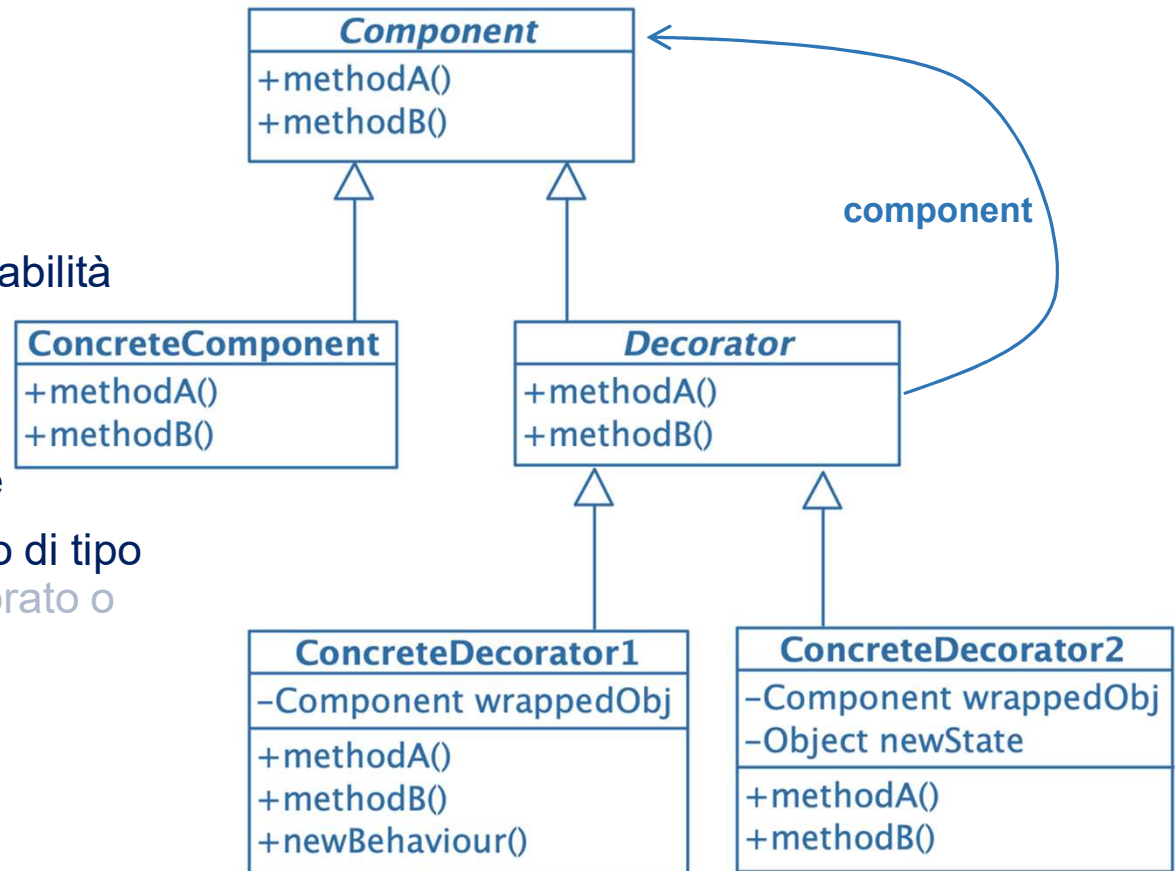 Component
+methodA()
+methodB()
component
abilità
ConcreteComponent
+methodA()
+methodB()
Decorator
+methodA()
+methodB()
e
o di tipo
orato o
ConcreteDecorator1
-Component wrappedObj
+methodA()
+methodB()
+newBehaviour()
ConcreteDecorator2
-Component wrappedObj
-Object newState
+methodA()
+methodB()